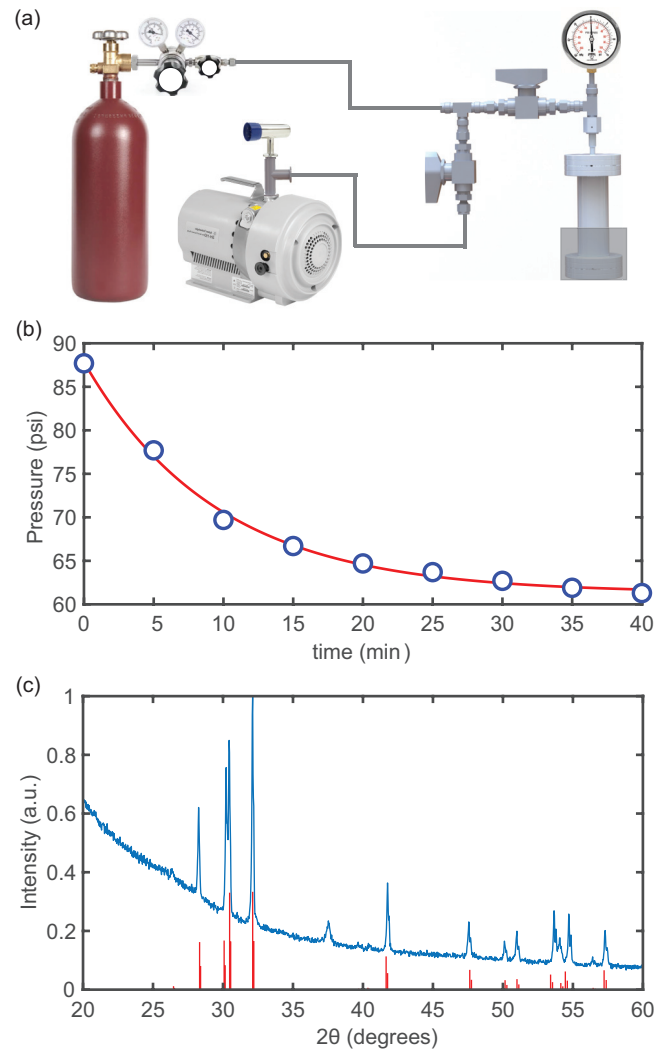 (a)
(b)
90
85
80
75
70
65
60
Pressure (psi)
0 5 10 15 20 25 30 35 40
time (min )
(c)
1
0.8
0.6
0.4
0.2
0
Intensity (a.u.)
20 25 30 35 40 45 50 55 60
2θ (degrees)